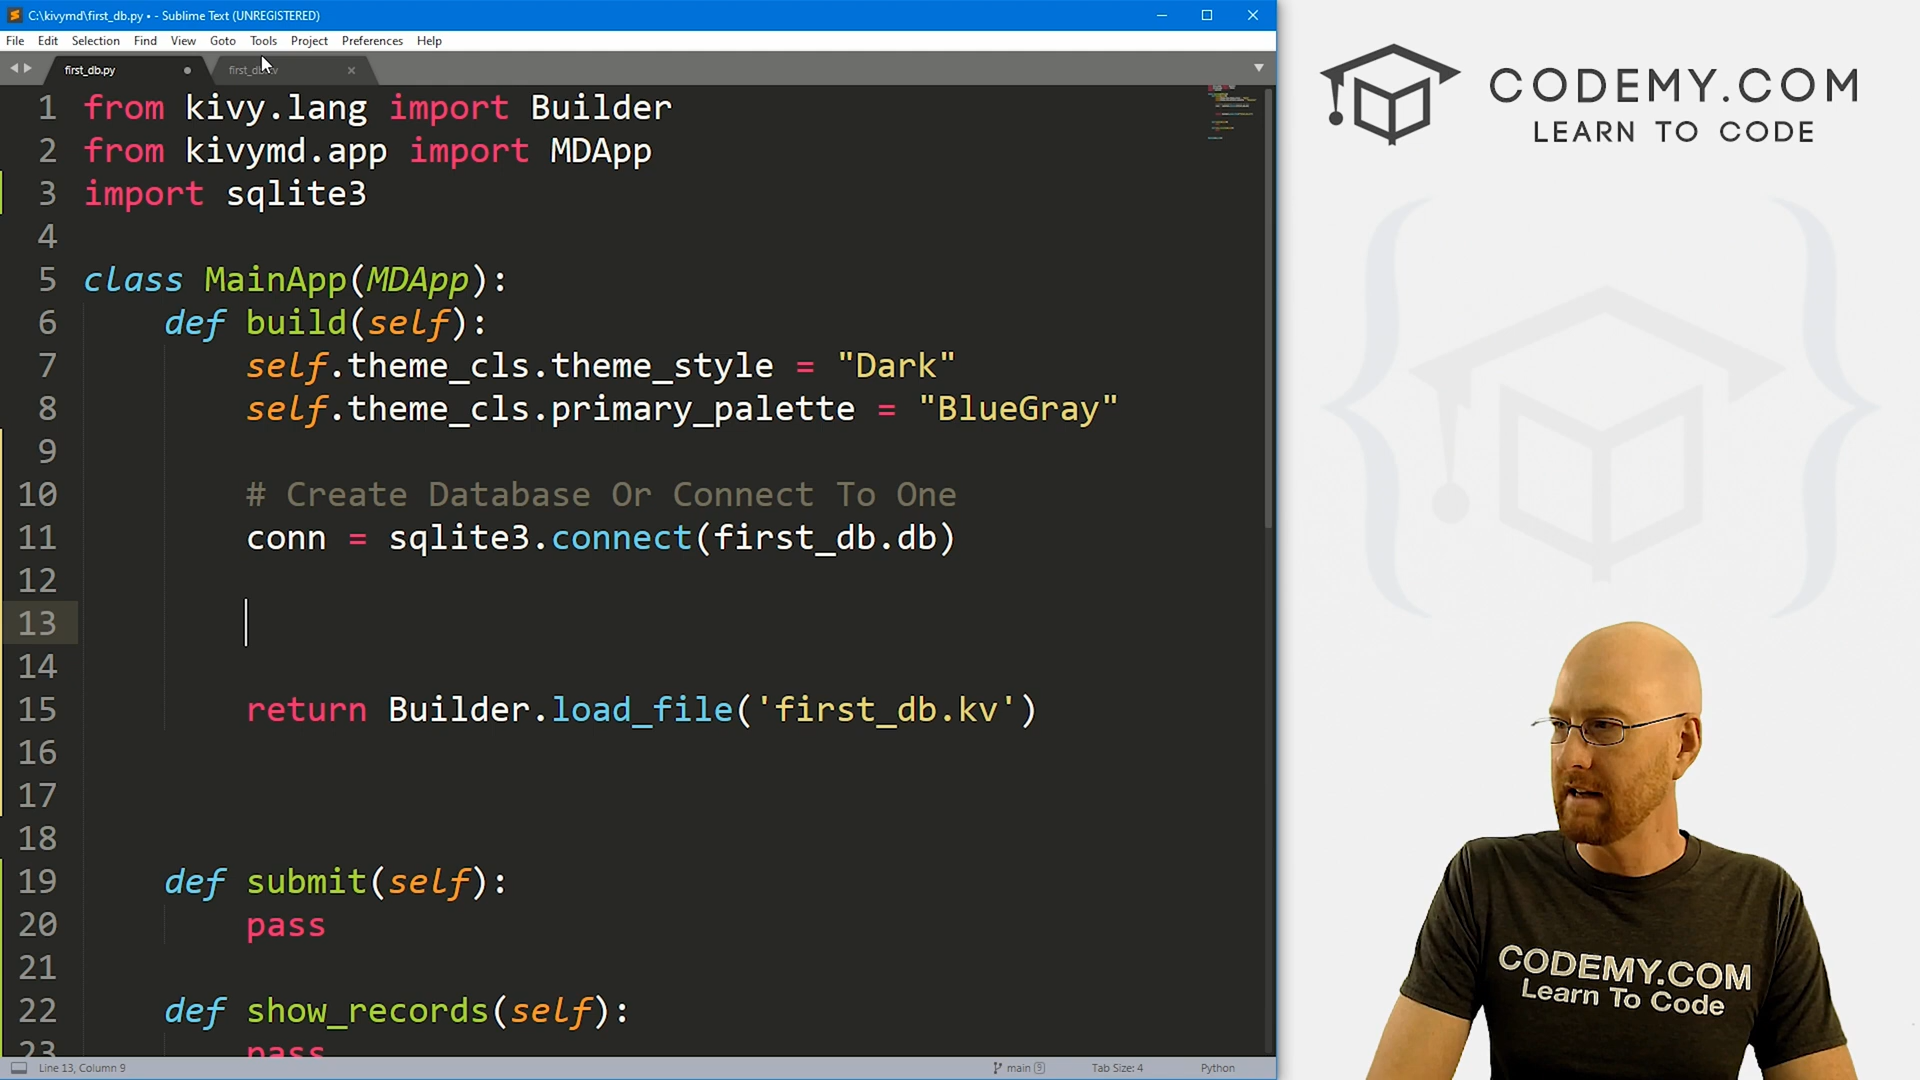 C:\kivymd\first_db.py • - Sublime Text (UNREGISTERED)
File Edit Selection Find View Goto Tools Project Preferences Help
first_db.py
1 from kivy.lang import Builder
2 from kivymd.app import MDApp
3 import sqlite3
4
5 class MainApp(MDApp):
6 def build(self):
7 self.theme_cls.theme_style = "Dark"
8 self.theme_cls.primary_palette = "BlueGray"
9
10 # Create Database Or Connect To One
11 conn = sqlite3.connect(first_db.db)
12
13
14
15 return Builder.load_file('first_db.kv')
16
17
18
19 def submit(self):
20 pass
21
22 def show_records(self):
23 pass
Line 13, Column 9
main 9
Tab Size: 4
Python
CODEMY.COM
LEARN TO CODE
CODEMY.COM
Learn To Code